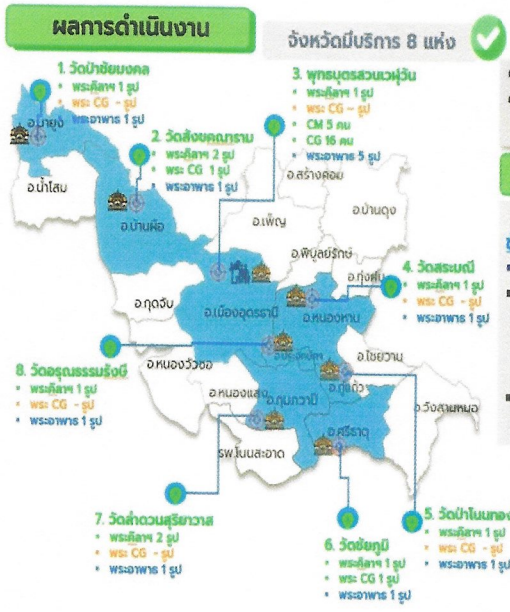 ผลการดำเนินงาน
จังหวัดมีบริการ 8 แห่ง
1. วัดป่าชัยมงคล
พระคิลาฯ 1 รูป
พระ CG - รูป
พระอาพาธ 1 รูป
2. วัดสังฆคณาราม
พระคิลาฯ 2 รูป
พระ CG 1 รูป
พระอาพาธ 1 รูป
3. พุทธบุตรสวนเวฬุวัน
พระคิลาฯ 1 รูป
พระ CG - รูป
CM 5 คน
CG 16 คน
พระอาพาธ 5 รูป
อ.นายูง
อ.น้ำโสม
อ.บ้านผือ
อ.สร้างคอม
อ.เพ็ญ
อ.บ้านดุง
อ.พิบูลย์รักษ์
อ.ทุ่งฝน
4. วัดสระมณี
พระคิลาฯ 1 รูป
พระ CG - รูป
พระอาพาธ 1 รูป
อ.กุดจับ
อ.เมืองอุดรธานี
อ.หนองหาน
อ.หนองวัวซอ
อ.ประจักษ์ฯ
อ.ไชยวาน
8. วัดอรุณธรรมรังษี
พระคิลาฯ 1 รูป
พระ CG - รูป
พระอาพาธ 1 รูป
อ.หนองแสง
อ.กุมภวาปี
อ.กู่แก้ว
อ.วังสามหมอ
อ.ศรีธาตุ
รพ.โนนสะอาด
7. วัดลำดวนสุริยาวาส
พระคิลาฯ 2 รูป
พระ CG - รูป
พระอาพาธ 1 รูป
6. วัดชัยภูมิ
พระคิลาฯ 1 รูป
พระ CG 1 รูป
พระอาพาธ 1 รูป
5. วัดป่าโนนทอง
พระคิลาฯ 1 รูป
พระ CG - รูป
พระอาพาธ 1 รูป